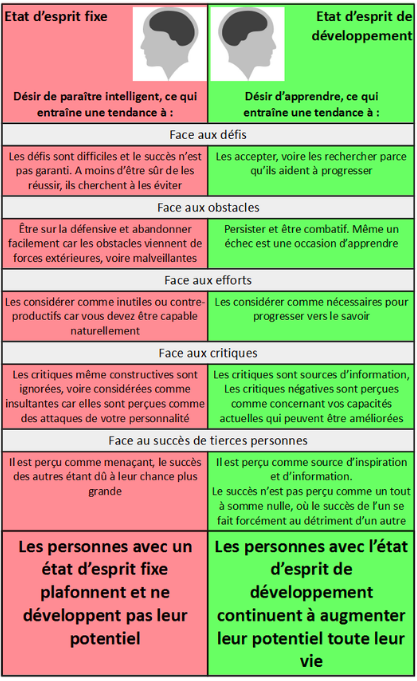 Etat d'esprit fixe
Etat d'esprit de
développement
Désir de paraître intelligent, ce qui
entraîne une tendance à :
Désir d'apprendre, ce qui
entraîne une tendance à :
Face aux défis
Les défis sont difficiles et le succès n'est
pas garanti. A moins d'être sûr de les
réussir, ils cherchent à les éviter
Les accepter, voire les rechercher parce
qu'ils aident à progresser
Face aux obstacles
Être sur la défensive et abandonner
facilement car les obstacles viennent de
forces extérieures, voire malveillantes
Persister et être combatif. Même un
échec est une occasion d'apprendre
Face aux efforts
Les considérer comme inutiles ou contre-
productifs car vous devez être capable
naturellement
Les considérer comme nécessaires pour
progresser vers le savoir
Face aux critiques
Les critiques même constructives sont
ignorées, voire considérées comme
insultantes car elles sont perçues comme
des attaques de votre personnalité
Les critiques sont sources d'information,
Les critiques négatives sont perçues
comme concernant vos capacités
actuelles qui peuvent être améliorées
Face au succès de tierces personnes
Il est perçu comme menaçant, le succès
des autres étant dû à leur chance plus
grande
Il est perçu comme source d'inspiration
et d'information.
Le succès n'est pas perçu comme un tout
à somme nulle, où le succès de l'un se
fait forcément au détriment d'un autre
Les personnes avec un
état d'esprit fixe
plafonnent et ne
développent pas leur
potentiel
Les personnes avec l'état
d'esprit de
développement
continuent à augmenter
leur potentiel toute leur
vie